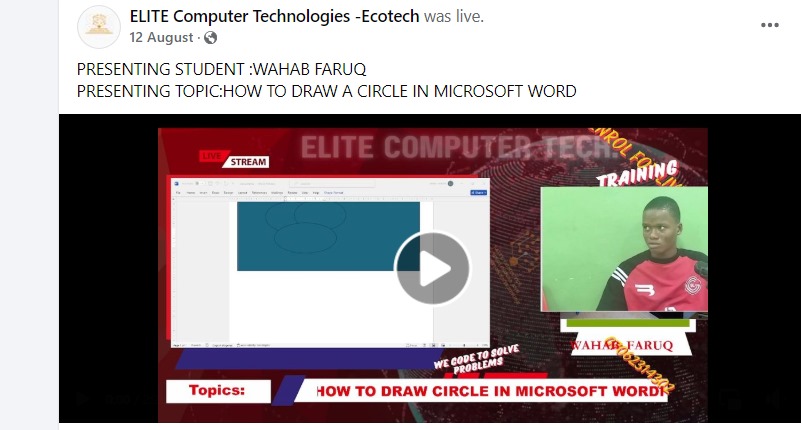 ELITE Computer Technologies -Ecotech was live.
12 August
PRESENTING STUDENT :WAHAB FARUQ
PRESENTING TOPIC:HOW TO DRAW A CIRCLE IN MICROSOFT WORD
ELITE COMPUTER TECH.
LIVE
STREAM
TRAINING
WAHAB FARUQ
WE CODE TO SOLVE
PROBLEMS
Topics:
HOW TO DRAW CIRCLE IN MICROSOFT WORD